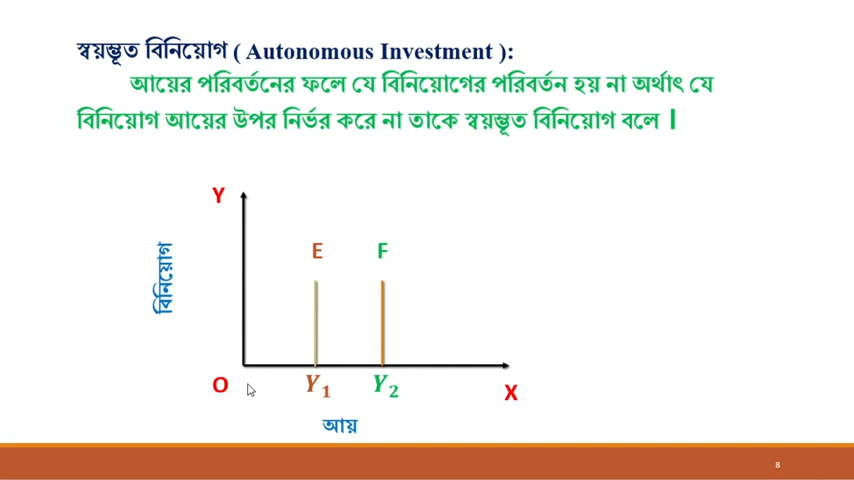 স্বয়ম্ভূত বিনিয়োগ ( Autonomous Investment ):
আয়ের পরিবর্তনের ফলে যে বিনিয়োগের পরিবর্তন হয় না অর্থাৎ যে
বিনিয়োগ আয়ের উপর নির্ভর করে না তাকে স্বয়ম্ভূত বিনিয়োগ বলে ।
Y
E F
বিনিয়োগ
O Y₁ Y₂ X
আয়
8